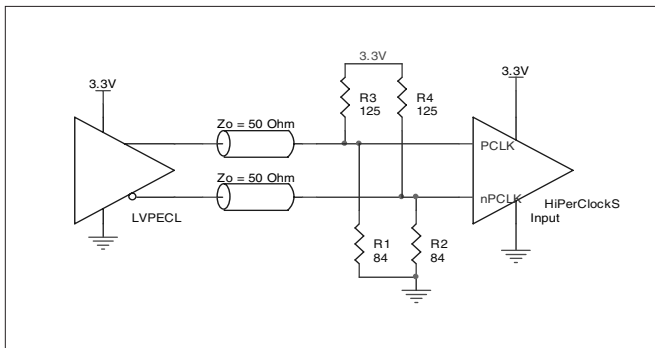 3.3V
3.3V
3.3V
R3
125
R4
125
Zo = 50 Ohm
PCLK
Zo = 50 Ohm
nPCLK
HiPerClockS
Input
LVPECL
R1
84
R2
84